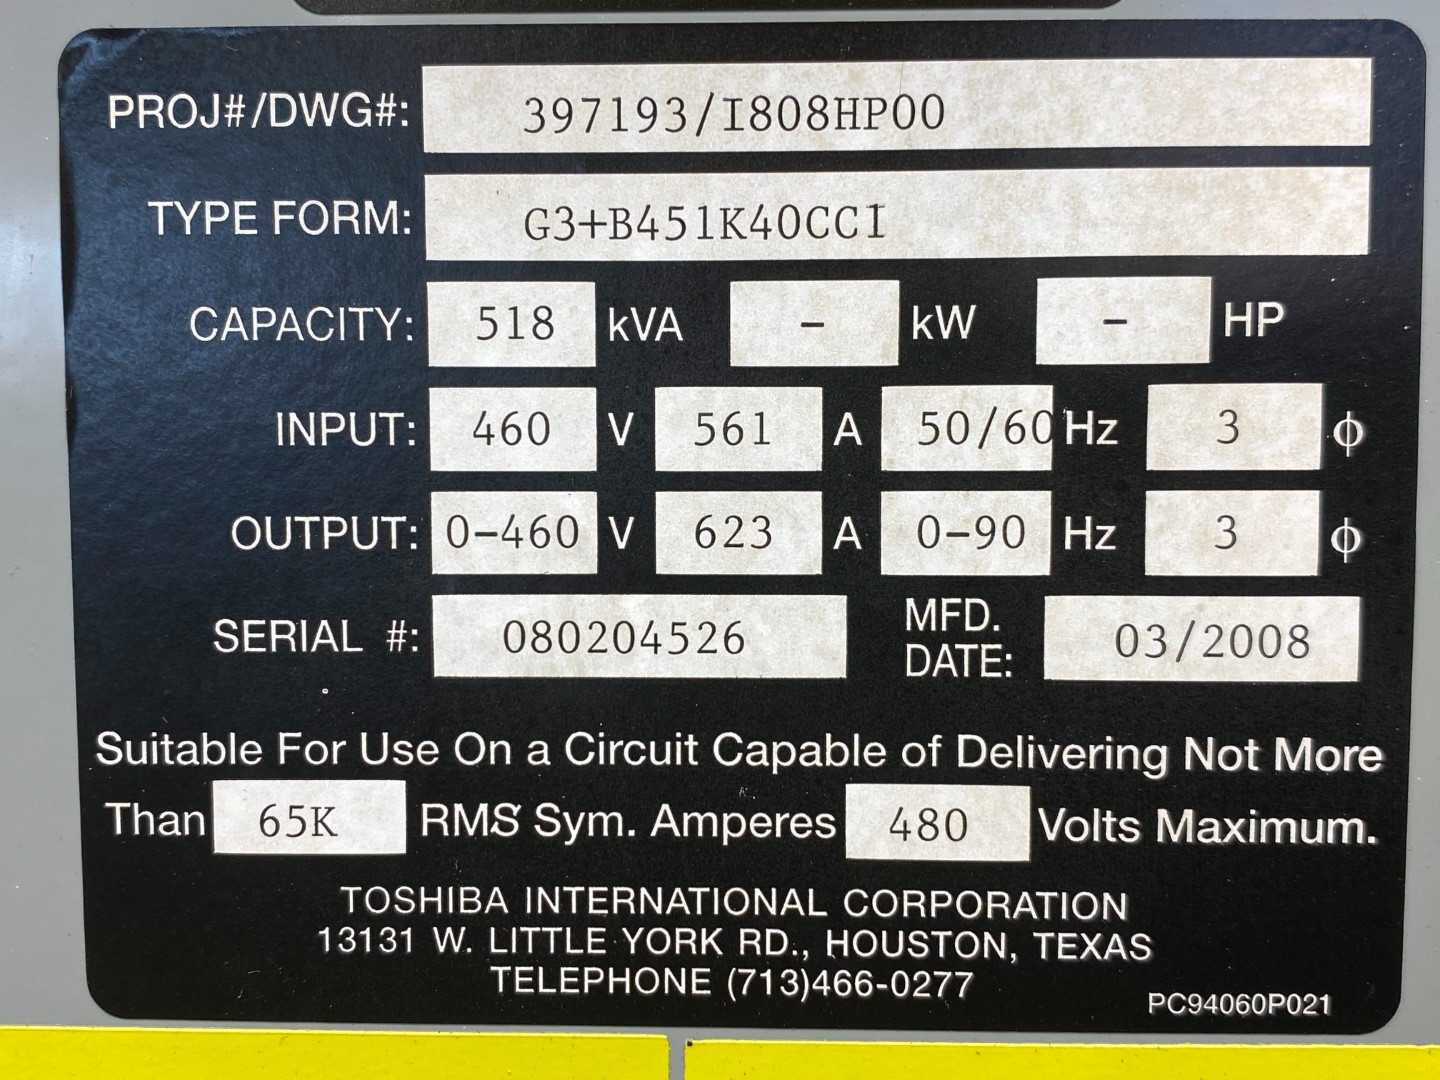 PROJ#/DWG#: 397193/I808HP00
TYPE FORM: G3+B451K40CCI
CAPACITY: 518 kVA - kW - HP
INPUT: 460 V 561 A 50/60 Hz 3 ϕ
OUTPUT: 0-460 V 623 A 0-90 Hz 3 ϕ
SERIAL #: 080204526 MFD. DATE: 03/2008
Suitable For Use On a Circuit Capable of Delivering Not More
Than 65K RMS Sym. Amperes 480 Volts Maximum.
TOSHIBA INTERNATIONAL CORPORATION
13131 W. LITTLE YORK RD., HOUSTON, TEXAS
TELEPHONE (713)466-0277
PC94060P021